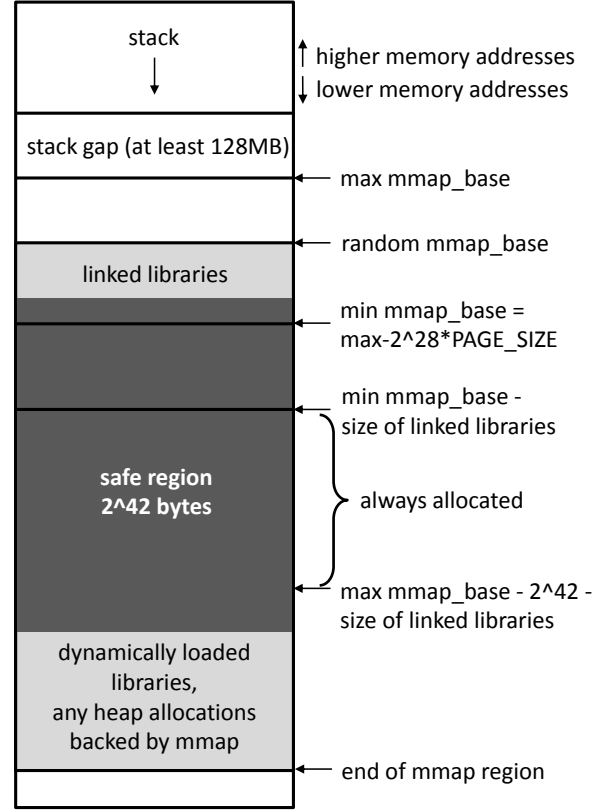 stack
higher memory addresses
lower memory addresses
stack gap (at least 128MB)
max mmap_base
random mmap_base
linked libraries
min mmap_base =
max-2^28*PAGE_SIZE
min mmap_base -
size of linked libraries
safe region
2^42 bytes
always allocated
max mmap_base - 2^42 -
size of linked libraries
dynamically loaded
libraries,
any heap allocations
backed by mmap
end of mmap region